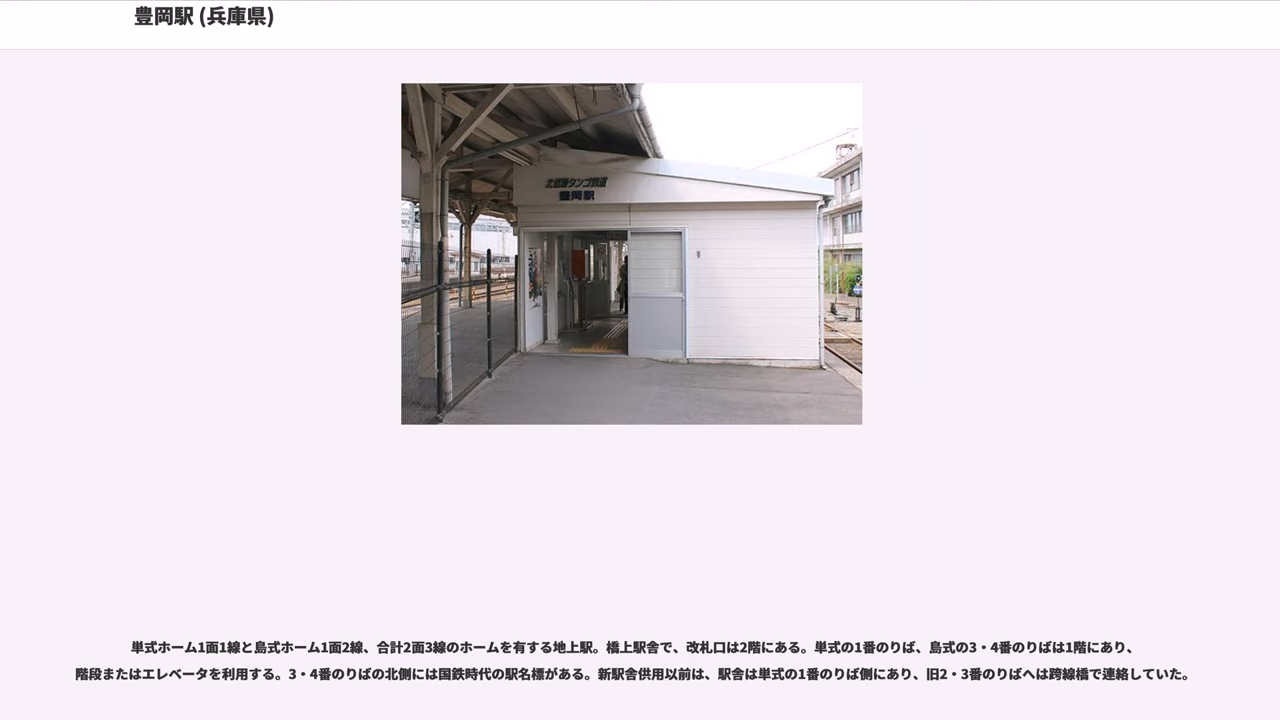 豊岡駅 (兵庫県)
北近畿タンゴ鉄道
豊岡駅
単式ホーム1面1線と島式ホーム1面2線、合計2面3線のホームを有する地上駅。橋上駅舎で、改札口は2階にある。単式の1番のりば、島式の3・4番のりばは1階にあり、
階段またはエレベータを利用する。3・4番のりばの北側には国鉄時代の駅名標がある。新駅舎供用以前は、駅舎は単式の1番のりば側にあり、旧2・3番のりばへは跨線橋で連絡していた。